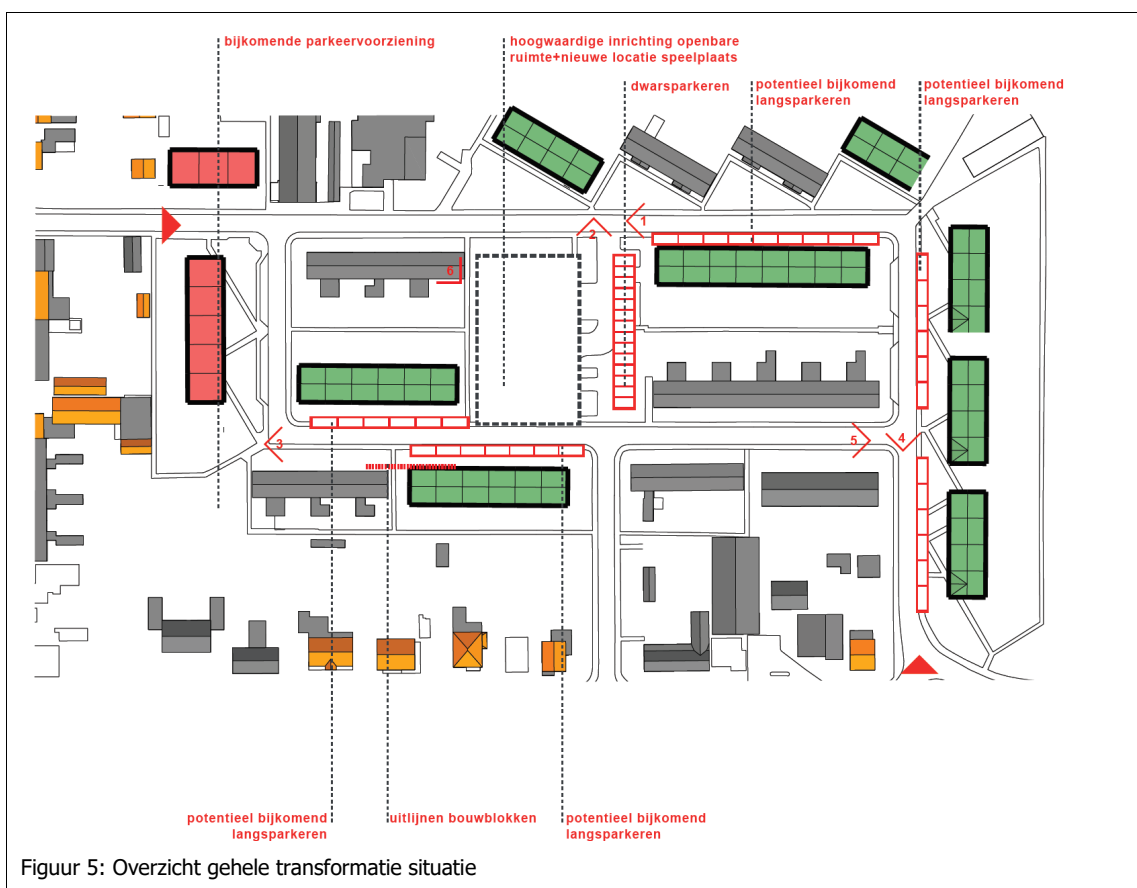 bijkomende parkeervoorziening
hoogwaardige inrichting openbare
ruimte+nieuwe locatie speelplaats
dwarsparkeren
potentieel bijkomend
langsparkeren
potentieel bijkomend
langsparkeren
1
2
6
3
5
4
potentieel bijkomend
langsparkeren
uitlijnen bouwblokken
potentieel bijkomend
langsparkeren
Figuur 5: Overzicht gehele transformatie situatie